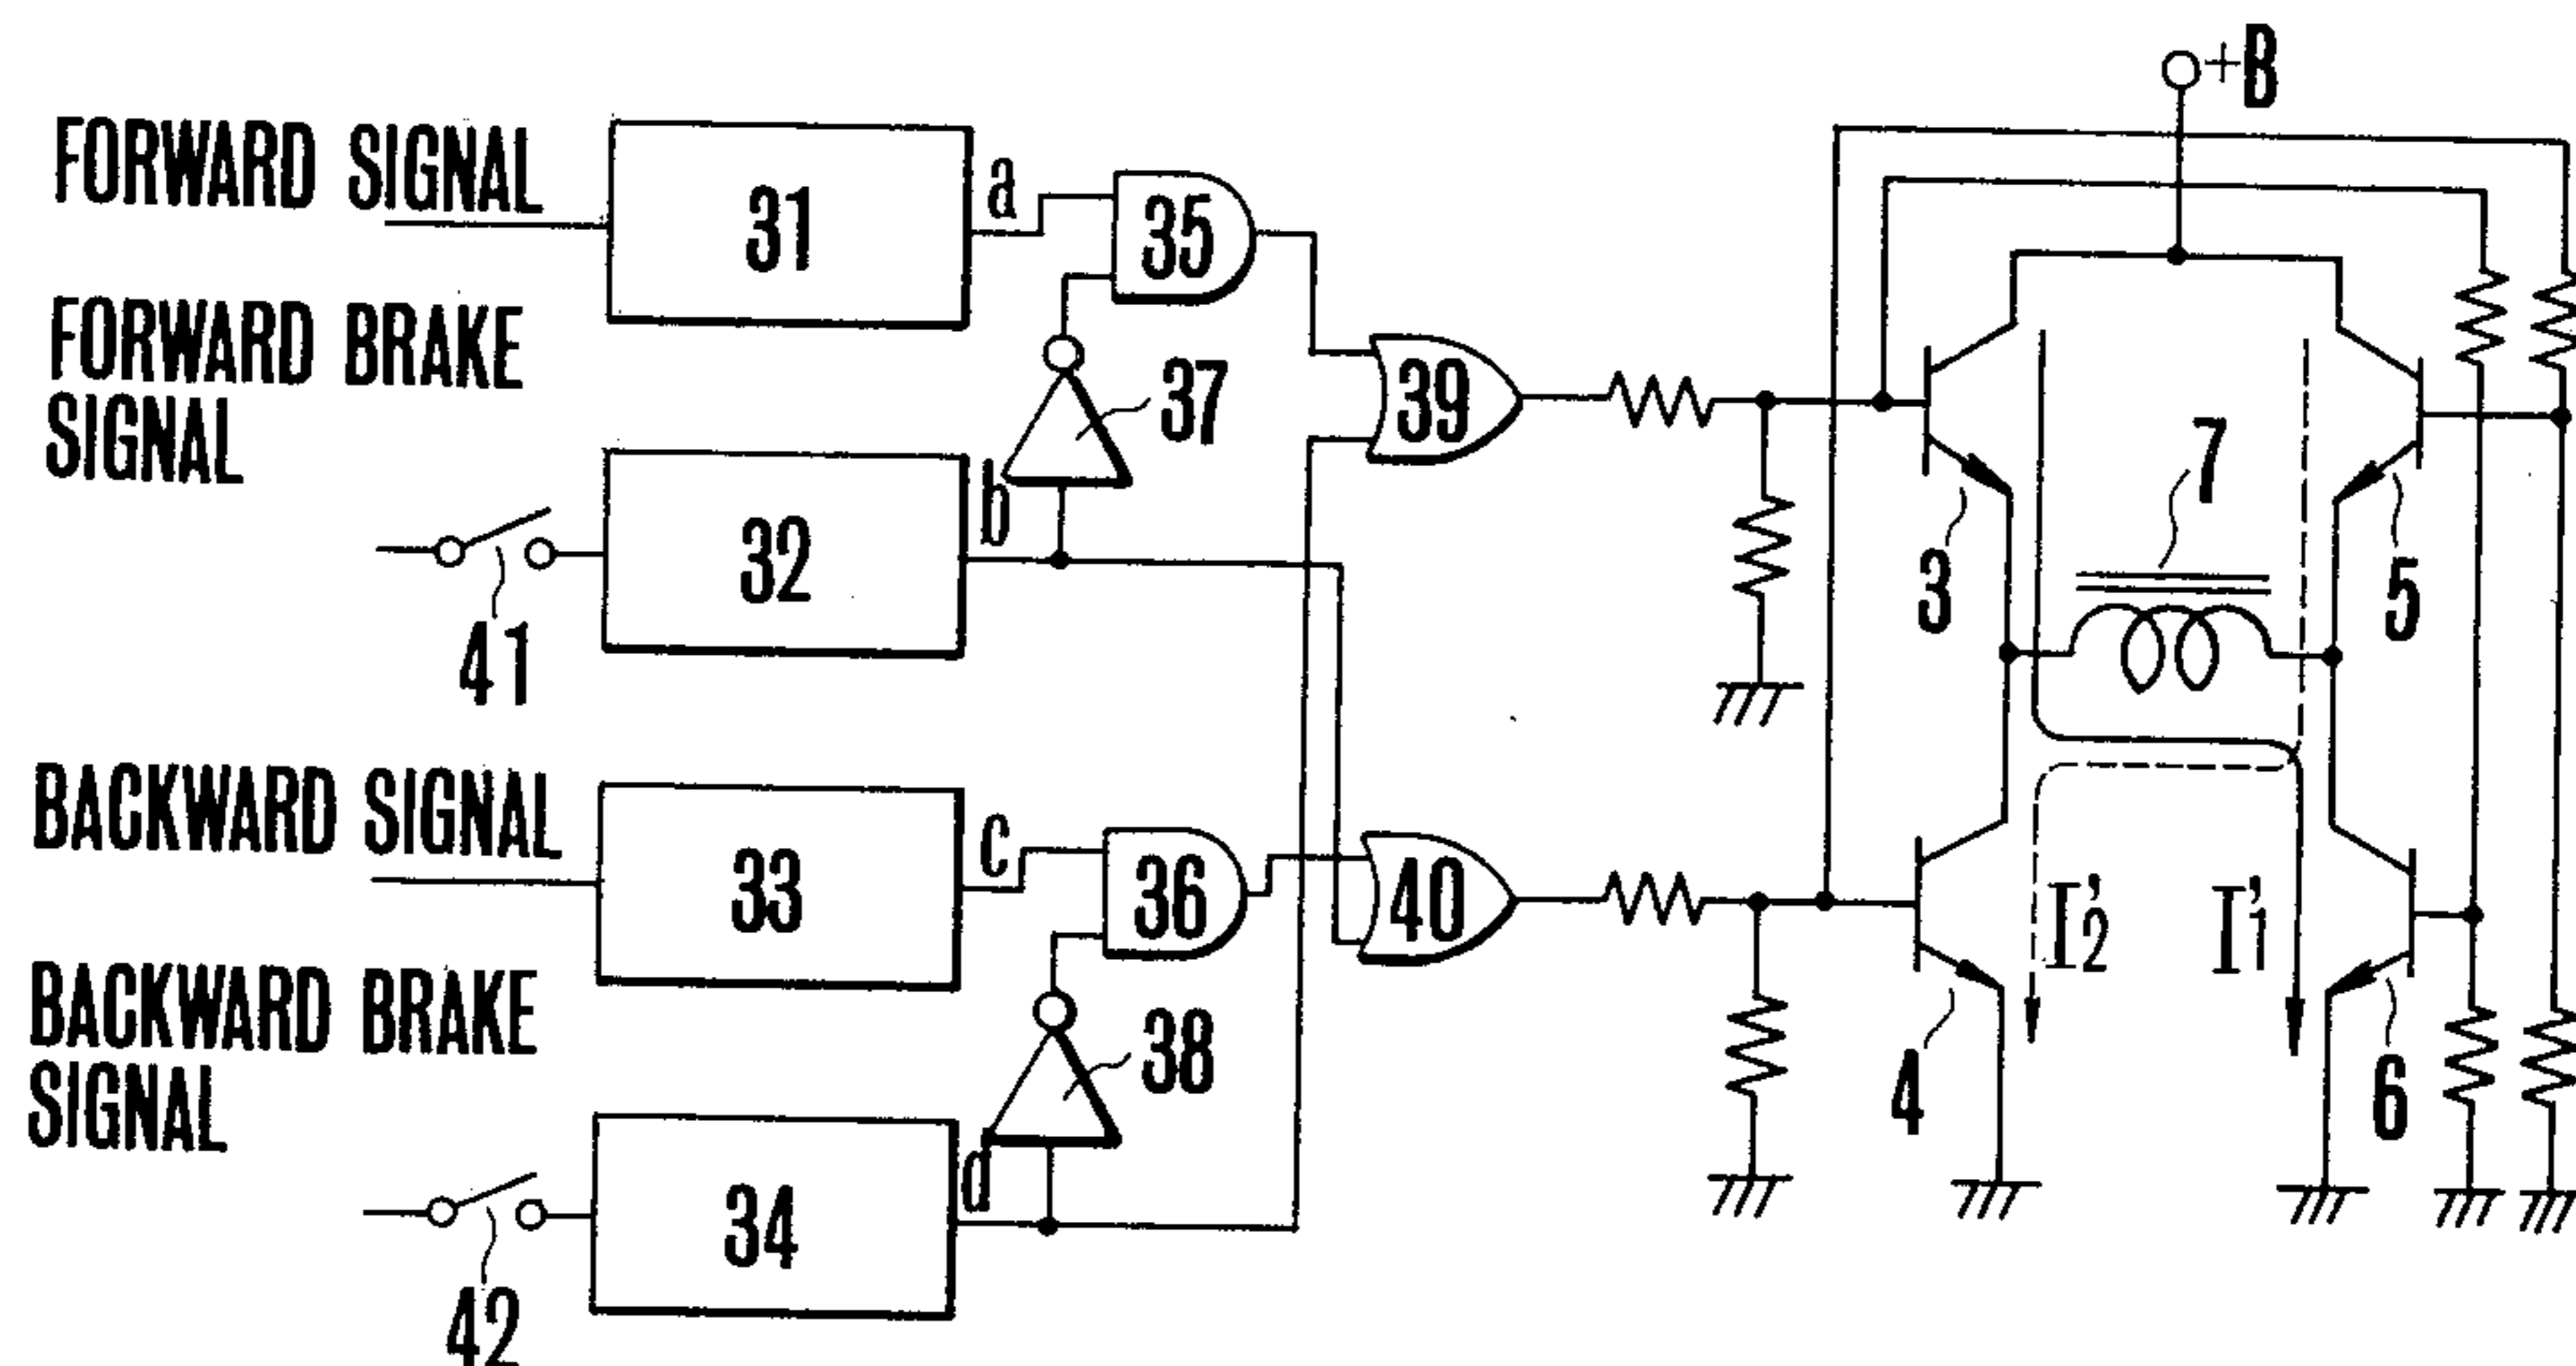 +B
FORWARD SIGNAL
31
a
35
FORWARD BRAKE
SIGNAL
37
39
32
b
41
7
3
5
BACKWARD SIGNAL
33
c
36
40
I'2
I'1
BACKWARD BRAKE
SIGNAL
38
4
6
34
d
42